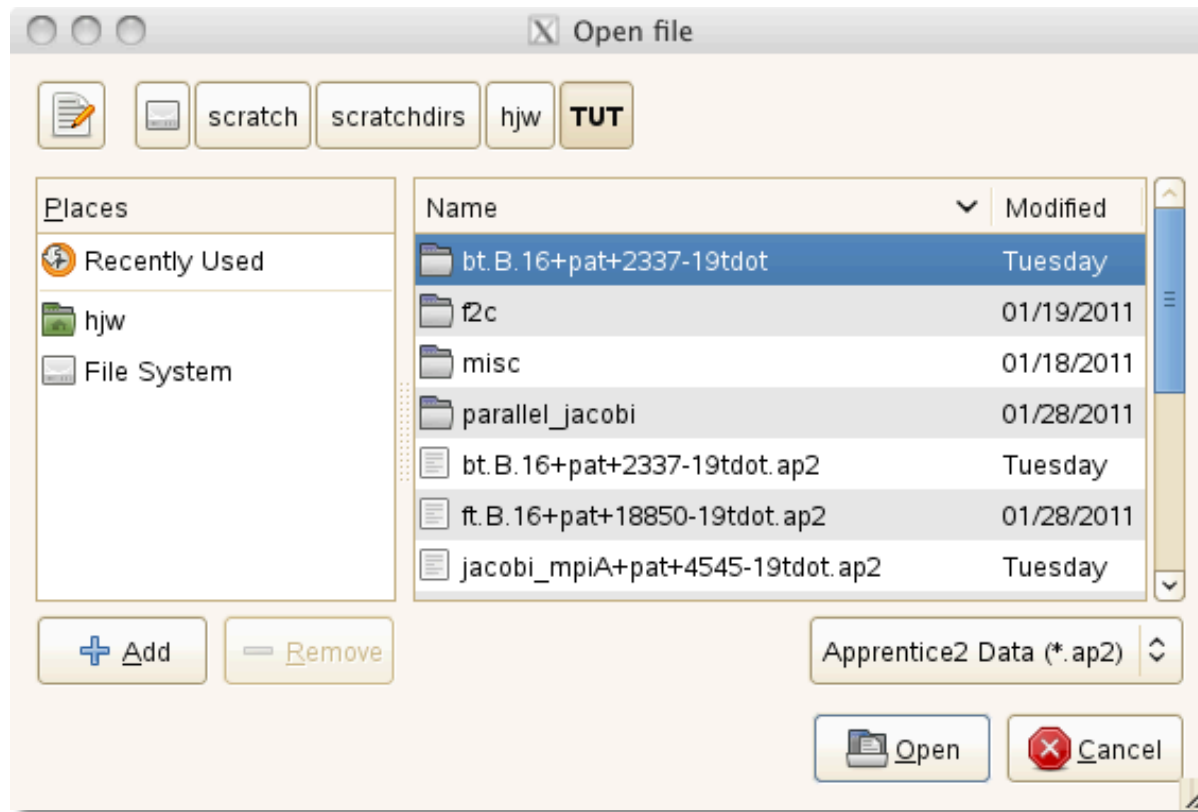 Open file
scratch scratchdirs hjw TUT
Places
Recently Used
hjw
File System
Name Modified
bt.B.16+pat+2337-19tdot Tuesday
f2c 01/19/2011
misc 01/18/2011
parallel_jacobi 01/28/2011
bt.B.16+pat+2337-19tdot.ap2 Tuesday
ft.B.16+pat+18850-19tdot.ap2 01/28/2011
jacobi_mpiA+pat+4545-19tdot.ap2 Tuesday
Add Remove Apprentice2 Data (*.ap2)
Open Cancel